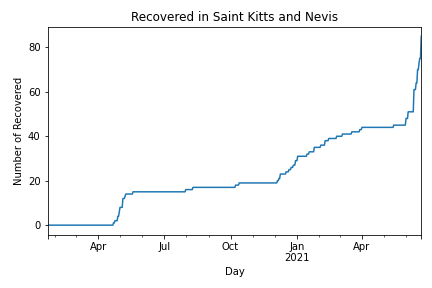 Recovered in Saint Kitts and Nevis
Number of Recovered
80
60
40
20
0
Apr
Jul
Oct
Jan
2021
Apr
Day